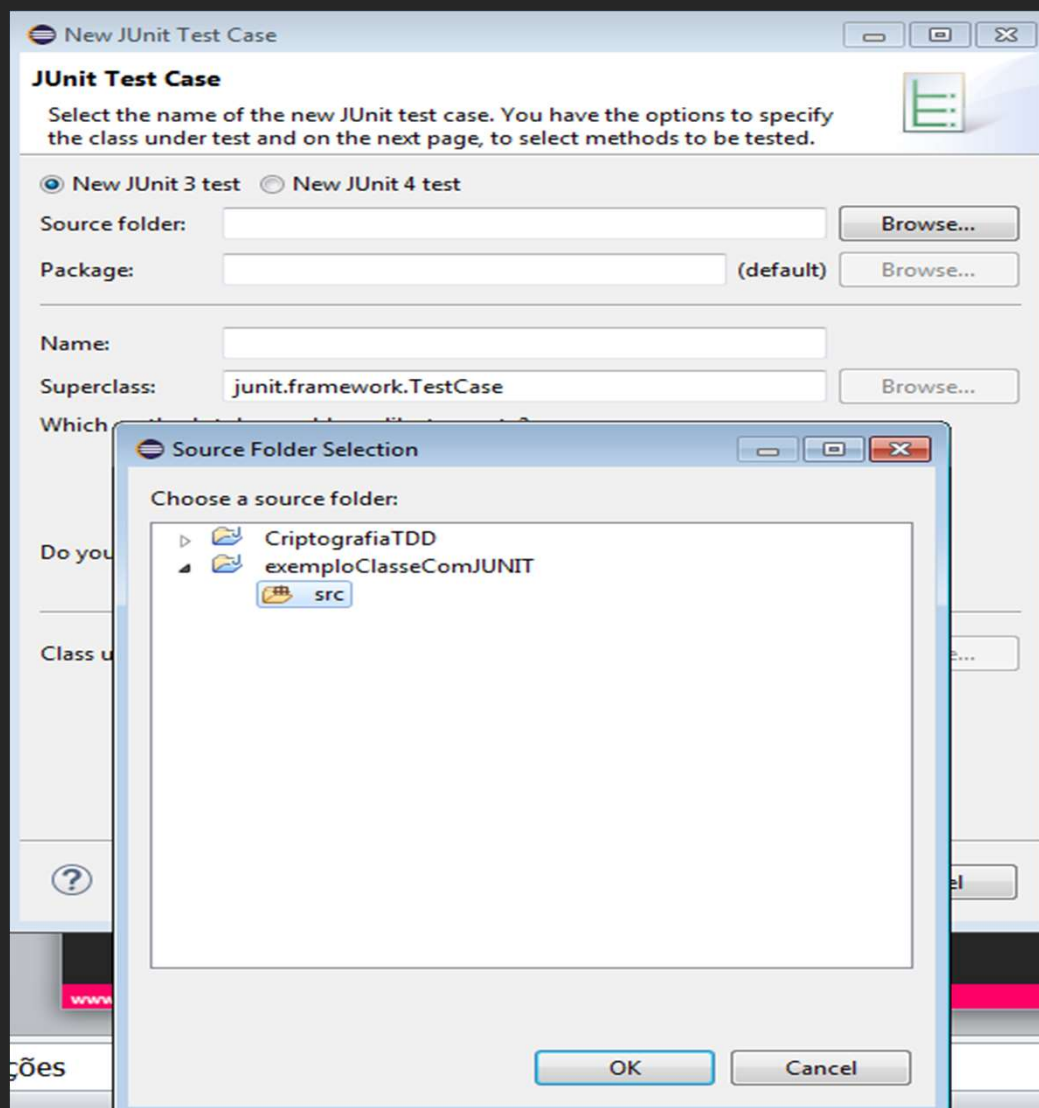 New JUnit Test Case
JUnit Test Case
Select the name of the new JUnit test case. You have the options to specify
the class under test and on the next page, to select methods to be tested.
New JUnit 3 test New JUnit 4 test
Source folder: Browse...
Package: (default) Browse...
Name:
Superclass: junit.framework.TestCase Browse...
Which
Source Folder Selection
Choose a source folder:
CriptografiaTDD
Do you
exemploClasseComJUNIT
src
Class u
?
el
www
ções
OK Cancel